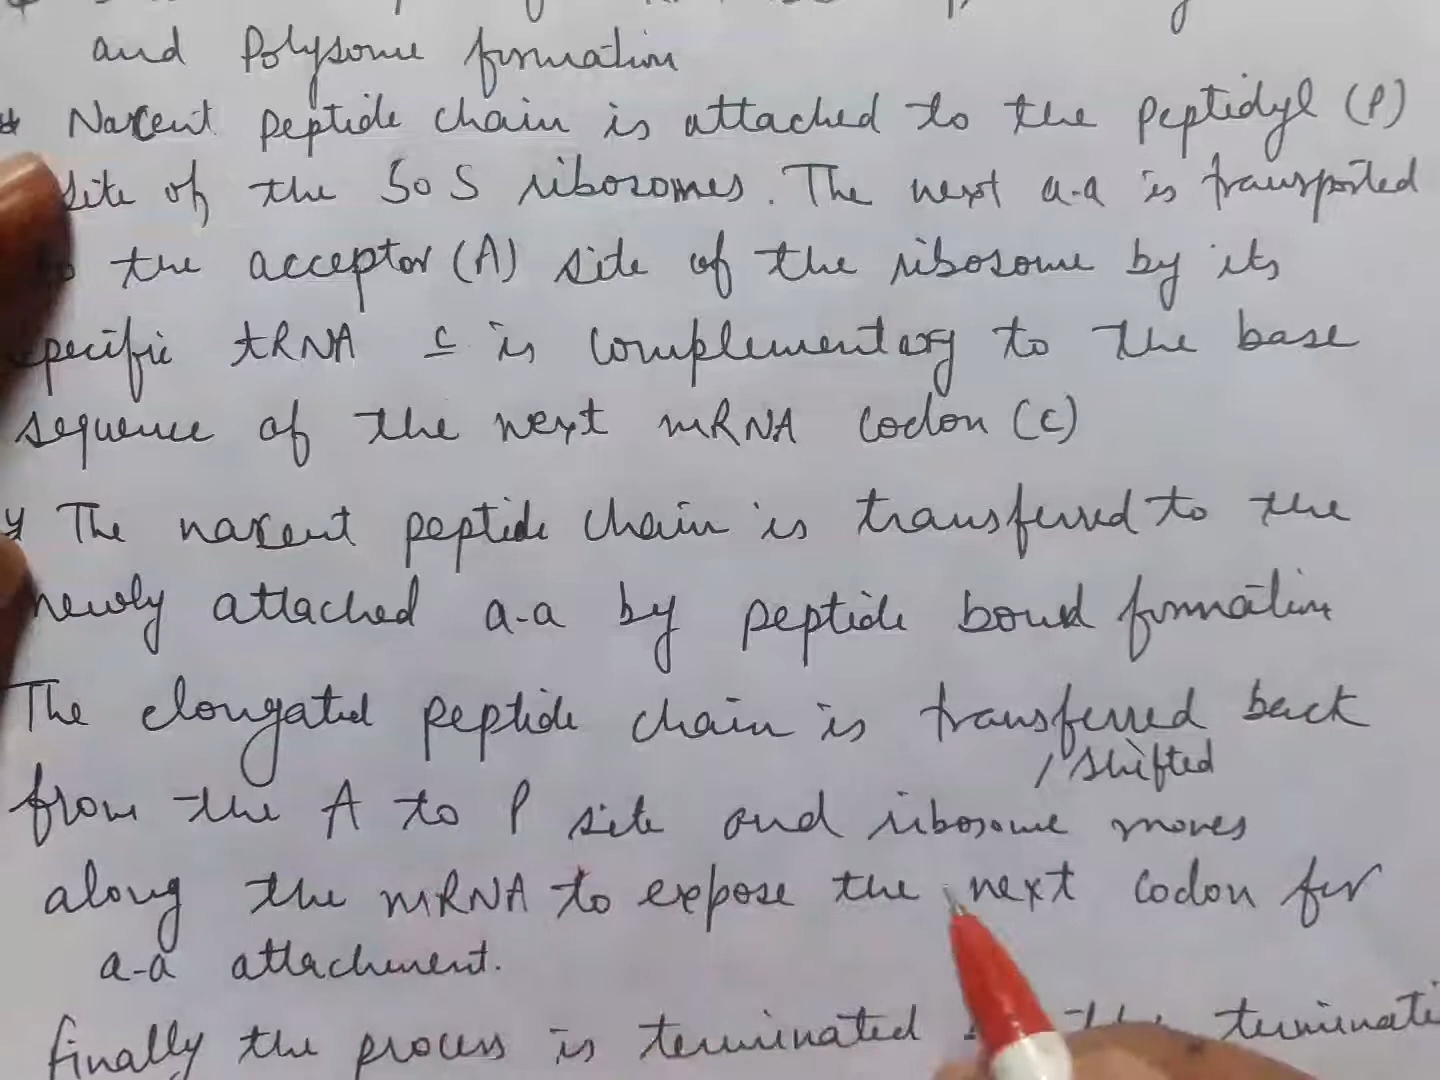 and Polysome formation
Nascent peptide chain is attached to the peptidyl (P)
site of the 50S ribosomes. The next a-a is transported
the acceptor (A) site of the ribosome by its
specific tRNA c is complementary to the base
sequence of the next mRNA codon (c)
The nascent peptide chain is transferred to the
newly attached a-a by peptide bond formation
The elongated peptide chain is transferred back
/ shifted
from the A to P site and ribosome moves
along the mRNA to expose the next codon for
a-a attachment.
finally the process is terminated